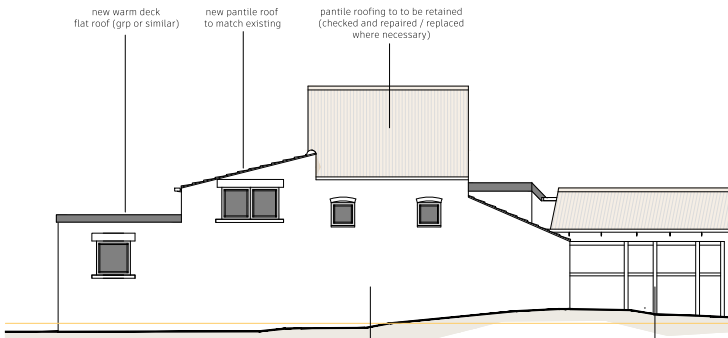 new warm deck
flat roof (grp or similar)
new pantile roof
to match existing
pantile roofing to to be retained
(checked and repaired / replaced
where necessary)